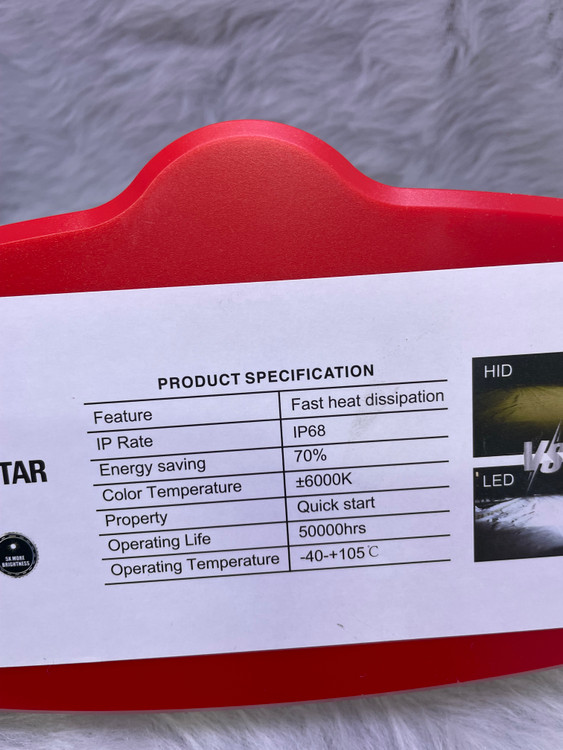 PRODUCT SPECIFICATION
Feature Fast heat dissipation
IP Rate IP68
Energy saving 70%
Color Temperature ±6000K
Property Quick start
Operating Life 50000hrs
Operating Temperature -40-+105℃
TAR
HID
VS
LED